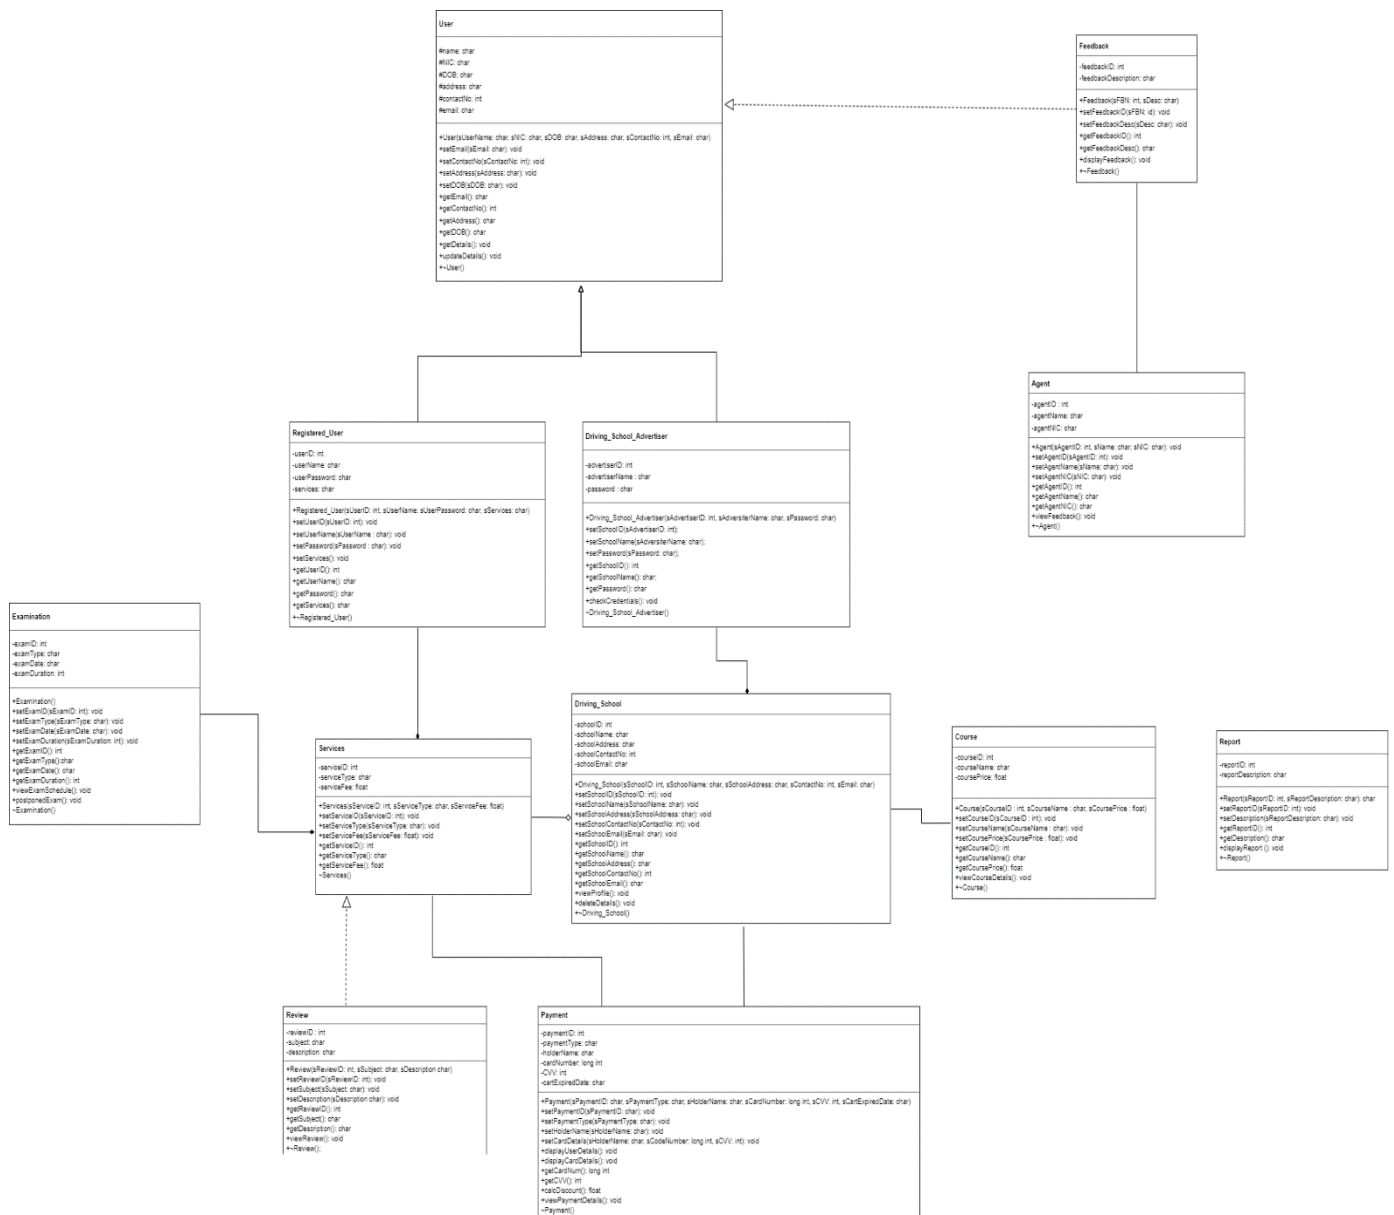 User
#name: char
#NIC: char
#DOB: char
#address: char
#contactNo: int
#email: char
+User(sUserName: char, sNIC: char, sDOB: char, sAddress: char, sContactNo: int, sEmail: char)
+setEmail(sEmail: char): void
+setContactNo(sContactNo: int): void
+setAddress(sAddress: char): void
+setDOB(sDOB: char): void
+getEmail(): char
+getContactNo(): int
+getAddress(): char
+getDOB(): char
+getDetails(): void
+updateDetails(): void
+~User()
Feedback
-feedbackID: int
-feedbackDescription: char
+Feedback(sFBN: int, sDesc: char)
+setFeedbackID(sFBN: id): void
+setFeedbackDesc(sDesc: char): void
+getFeedbackID(): int
+getFeedbackDesc(): char
+displayFeedback(): void
+~Feedback()
Agent
-agentID : int
-agentName: char
-agentNIC: char
+Agent(sAgentID: int, sName: char; sNIC: char): void
+setAgentID(sAgentID: int): void
+setAgentName(sName: char): void
+setAgentNIC(sNIC: char): void
+getAgentID(): int
+getAgentName(): char
+getAgentNIC(): char
+viewFeedback(): void
+~Agent()
Registered_User
-userID: int
-userName: char
-userPassword: char
-services: char
+Registered_User(sUserID: int, sUserName: sUserPassword: char, sServices: char)
+setUserID(sUserID: int): void
+setUserName(sUserName : char): void
+setPassword(sPassword : char): void
+setServices(): void
+getUserID(): int
+getUserName(): char
+getPassword(): char
+getServices(): char
+~Registered_User()
Driving_School_Advertiser
-advertiserID: int
-advertiserName : char
-password : char
+Driving_School_Advertiser(sAdvertiserID: int, sAdversiterName: char, sPassword: char)
+setSchoolID(sAdvertiserID: int);
+setSchoolName(sAdversiterName: char);
+setPassword(sPassword: char);
+getSchoolID(): int
+getSchoolName(): char;
+getPassword(): char
+checkCredentials(): void
~Driving_School_Advertiser()
Examination
-examID: int
-examType: char
-examDate: char
-examDuration: int
+Examination()
+setExamID(sExamID: int): void
+setExamType(sExamType: char): void
+setExamDate(sExamDate: char): void
+setExamDuration(sExamDuration: int): void
+getExamID(): int
+getExamType():char
+getExamDate(): char
+getExamDuration(): int
+viewExamSchedule(): void
+postponedExam(): void
~Examination()
Services
-serviceID: int
-serviceType: char
-serviceFee: float
+Services(sServiceID: int, sServiceType: char, sServiceFee: float)
+setServiceID(sServiceID: int): void
+setServiceType(sServiceType: char): void
+setServiceFee(sServiceFee: float): void
+getServiceID(): int
+getServiceType(): char
+getServiceFee(): float
~Services()
Driving_School
-schoolID: int
-schoolName: char
-schoolAddress: char
-schoolContactNo: int
-schoolEmail: char
+Driving_School(sSchoolID: int, sSchoolName: char, sSchoolAddress: char, sContactNo: int, sEmail: char)
+setSchoolID(sSchoolID: int): void
+setSchoolName(sSchoolName: char): void
+setSchoolAddress(sSchoolAddress: char): void
+setSchoolContactNo(sContactNo: int): void
+setSchoolEmail(sEmail: char): void
+getSchoolID(): int
+getSchoolName(): char
+getSchoolAddress(): char
+getSchoolContactNo(): int
+getSchoolEmail(): char
+viewProfile(): void
+deleteDetails(): void
+~Driving_School()
Course
-courseID: int
-courseName: char
-coursePrice: float
+Course(sCourseID : int, sCourseName : char, sCoursePrice : float)
+setCourseID(sCourseID : int): void
+setCourseName(sCourseName : char): void
+setCoursePrice(sCoursePrice : float): void
+getCourseID(): int
+getCourseName(): char
+getCoursePrice(): float
+viewCourseDetails(): void
+~Course()
Report
-reportID: int
-reportDescription: char
+Report(sReportID: int, sReportDescription: char): char
+setReportID(sReportID: int): void
+setDescription(sReportDescription: char): void
+getReportID(): int
+getDescription(): char
+displayReport (): void
+~Report()
Review
-reviewID : int
-subject: char
-description: char
+Review(sReviewID: int, sSubject: char, sDescription char)
+setReviewID(sReviewID: int): void
+setSubject(sSubject: char): void
+setDescription(sDescription char): void
+getReviewID(): int
+getSubject(): char
+getDescription(): char
+viewReview(): void
+~Review():
Payment
-paymentID: int
-paymentType: char
-holderName: char
-cardNumber: long int
-CVV: int
-cartExpiredDate: char
+Payment(sPaymentID: char, sPaymentType: char, sHolderName: char, sCardNumber: long int, sCVV: int, sCartExpiredDate: char)
+setPaymentID(sPaymentID: char): void
+setPaymentType(sPaymentType: char): void
+setHolderName(sHolderName: char): void
+setCardDetails(sHolderName: char, sCodeNumber: long int, sCVV: int): void
+displayUserDetails(): void
+displayCardDetails(): void
+getCardNum(): long int
+getCVV(): int
+calcDiscount(): float
+viewPaymentDetails(): void
~Payment()